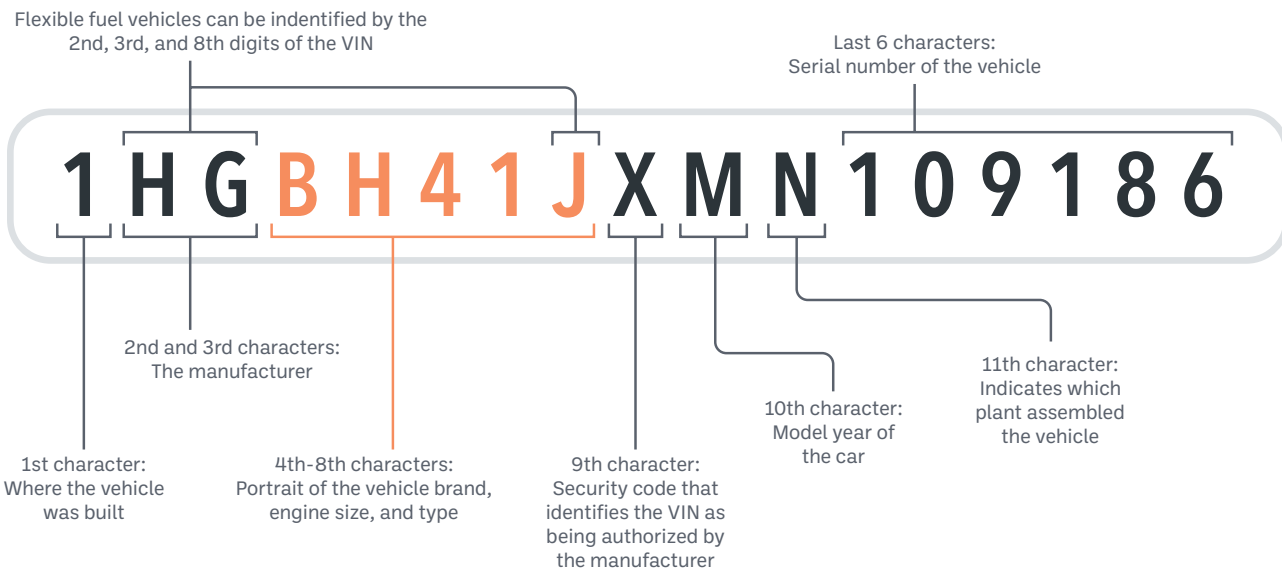 Flexible fuel vehicles can be indentified by the
2nd, 3rd, and 8th digits of the VIN
Last 6 characters:
Serial number of the vehicle
1 H G B H 4 1 J X M N 1 0 9 1 8 6
2nd and 3rd characters:
The manufacturer
11th character:
Indicates which
plant assembled
the vehicle
10th character:
Model year of
the car
1st character:
Where the vehicle
was built
4th-8th characters:
Portrait of the vehicle brand,
engine size, and type
9th character:
Security code that
identifies the VIN as
being authorized by
the manufacturer